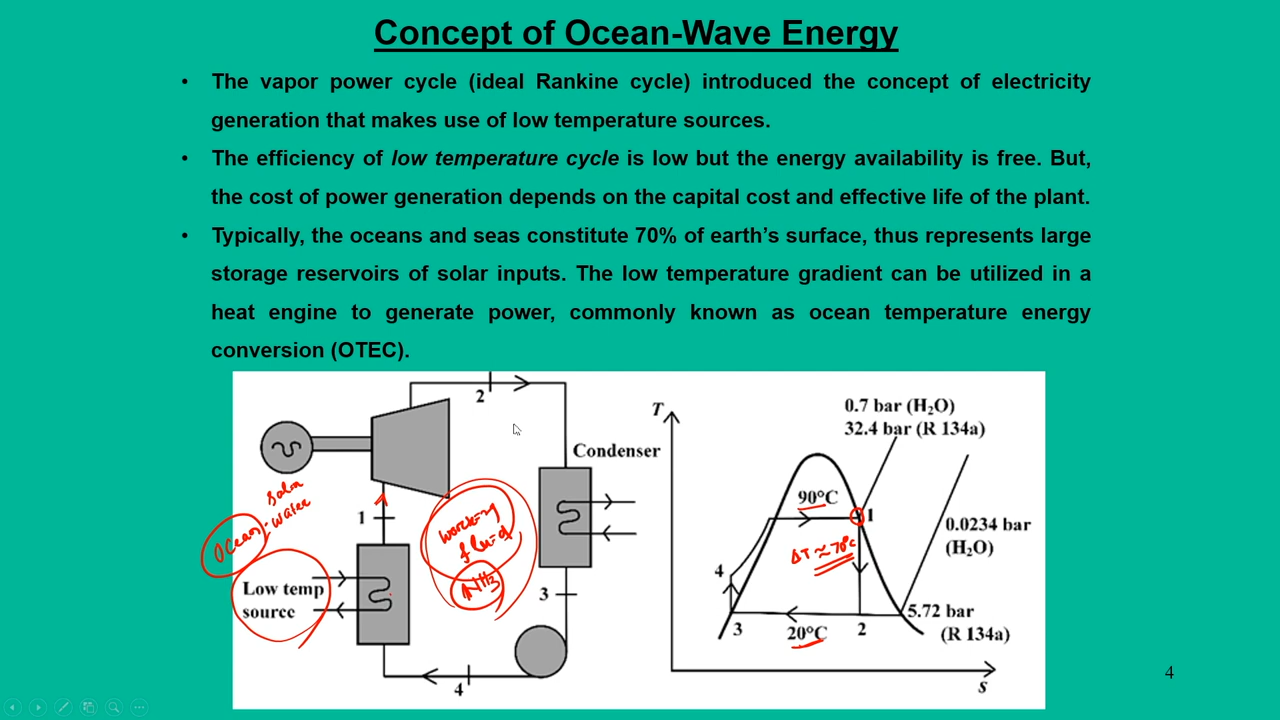 Concept of Ocean-Wave Energy
• The vapor power cycle (ideal Rankine cycle) introduced the concept of electricity
generation that makes use of low temperature sources.
• The efficiency of low temperature cycle is low but the energy availability is free. But,
the cost of power generation depends on the capital cost and effective life of the plant.
• Typically, the oceans and seas constitute 70% of earth's surface, thus represents large
storage reservoirs of solar inputs. The low temperature gradient can be utilized in a
heat engine to generate power, commonly known as ocean temperature energy
conversion (OTEC).
2
Condenser
1
Ocean
water
Low temp
source
working
fluid
NH3
3
4
T
0.7 bar (H₂O)
32.4 bar (R 134a)
90°C
1
ΔT ≈ 70°C
0.0234 bar
(H₂O)
4
5.72 bar
(R 134a)
3
20°C
2
s
4